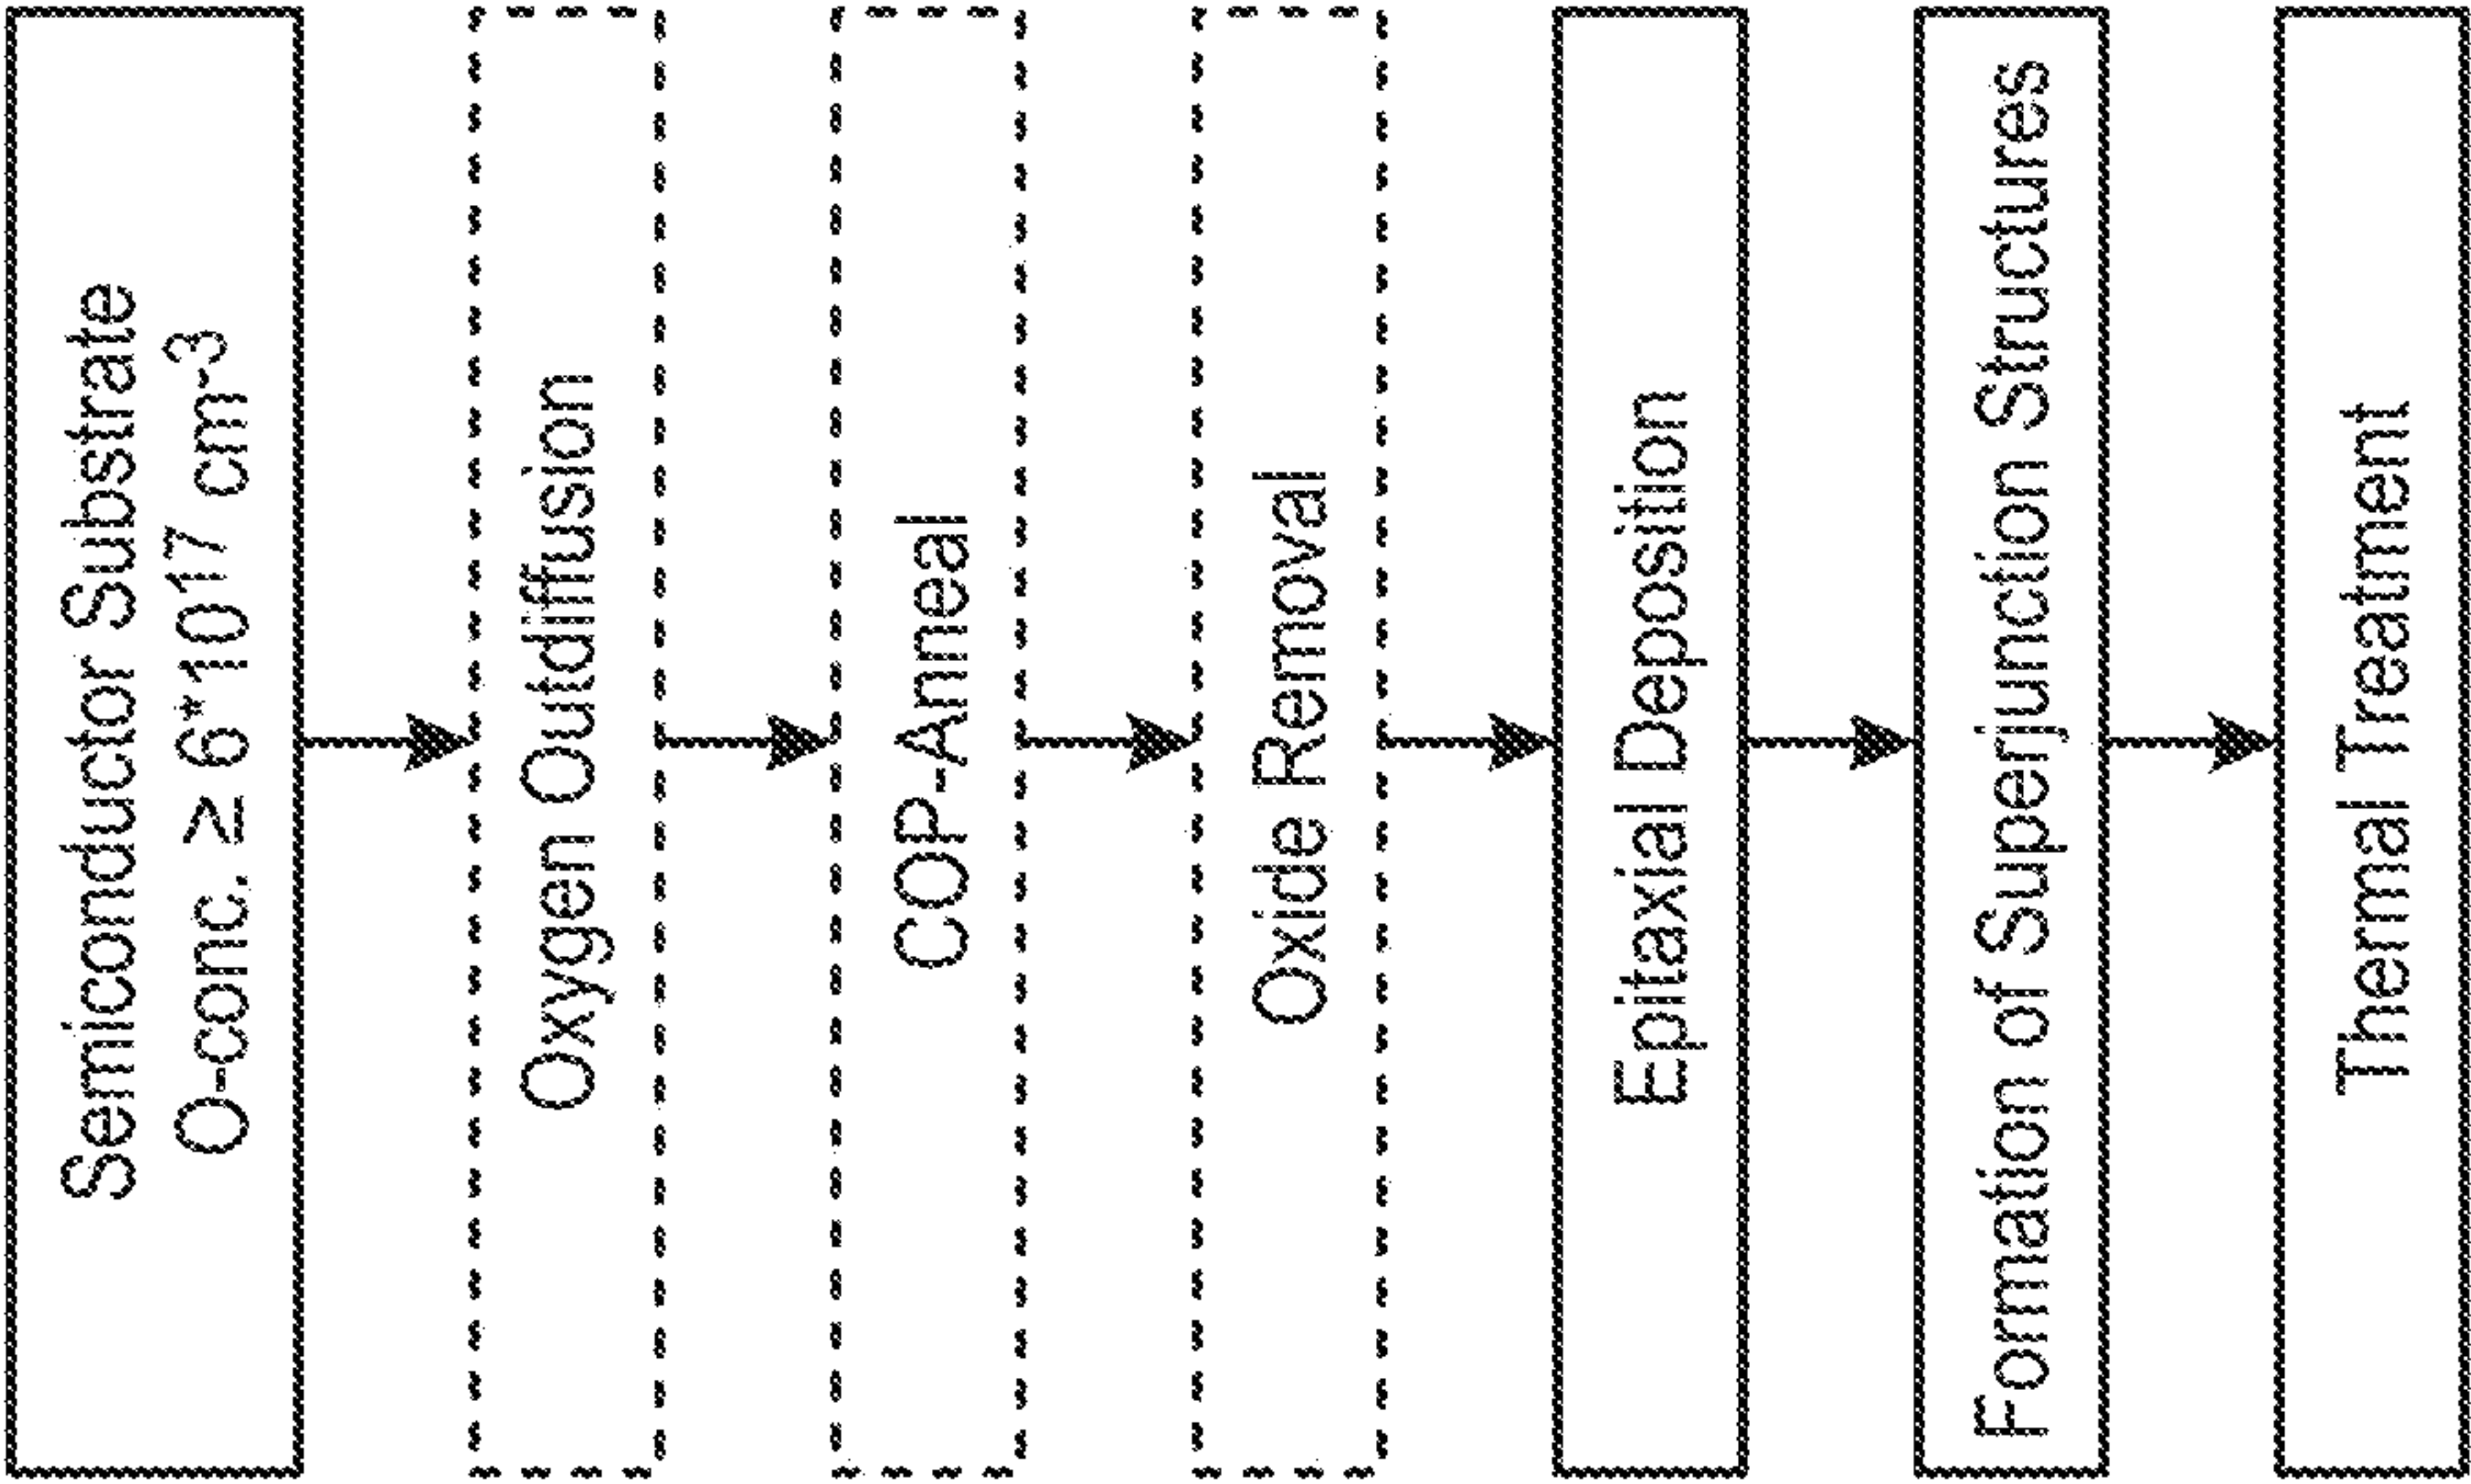 Semiconductor Substrate
O-conc. ≥ 6*1017 cm-3
Oxygen Outdiffusion
COP-Anneal
Oxide Removal
Epitaxial Deposition
Formation of Superjunction Structures
Thermal Treatment